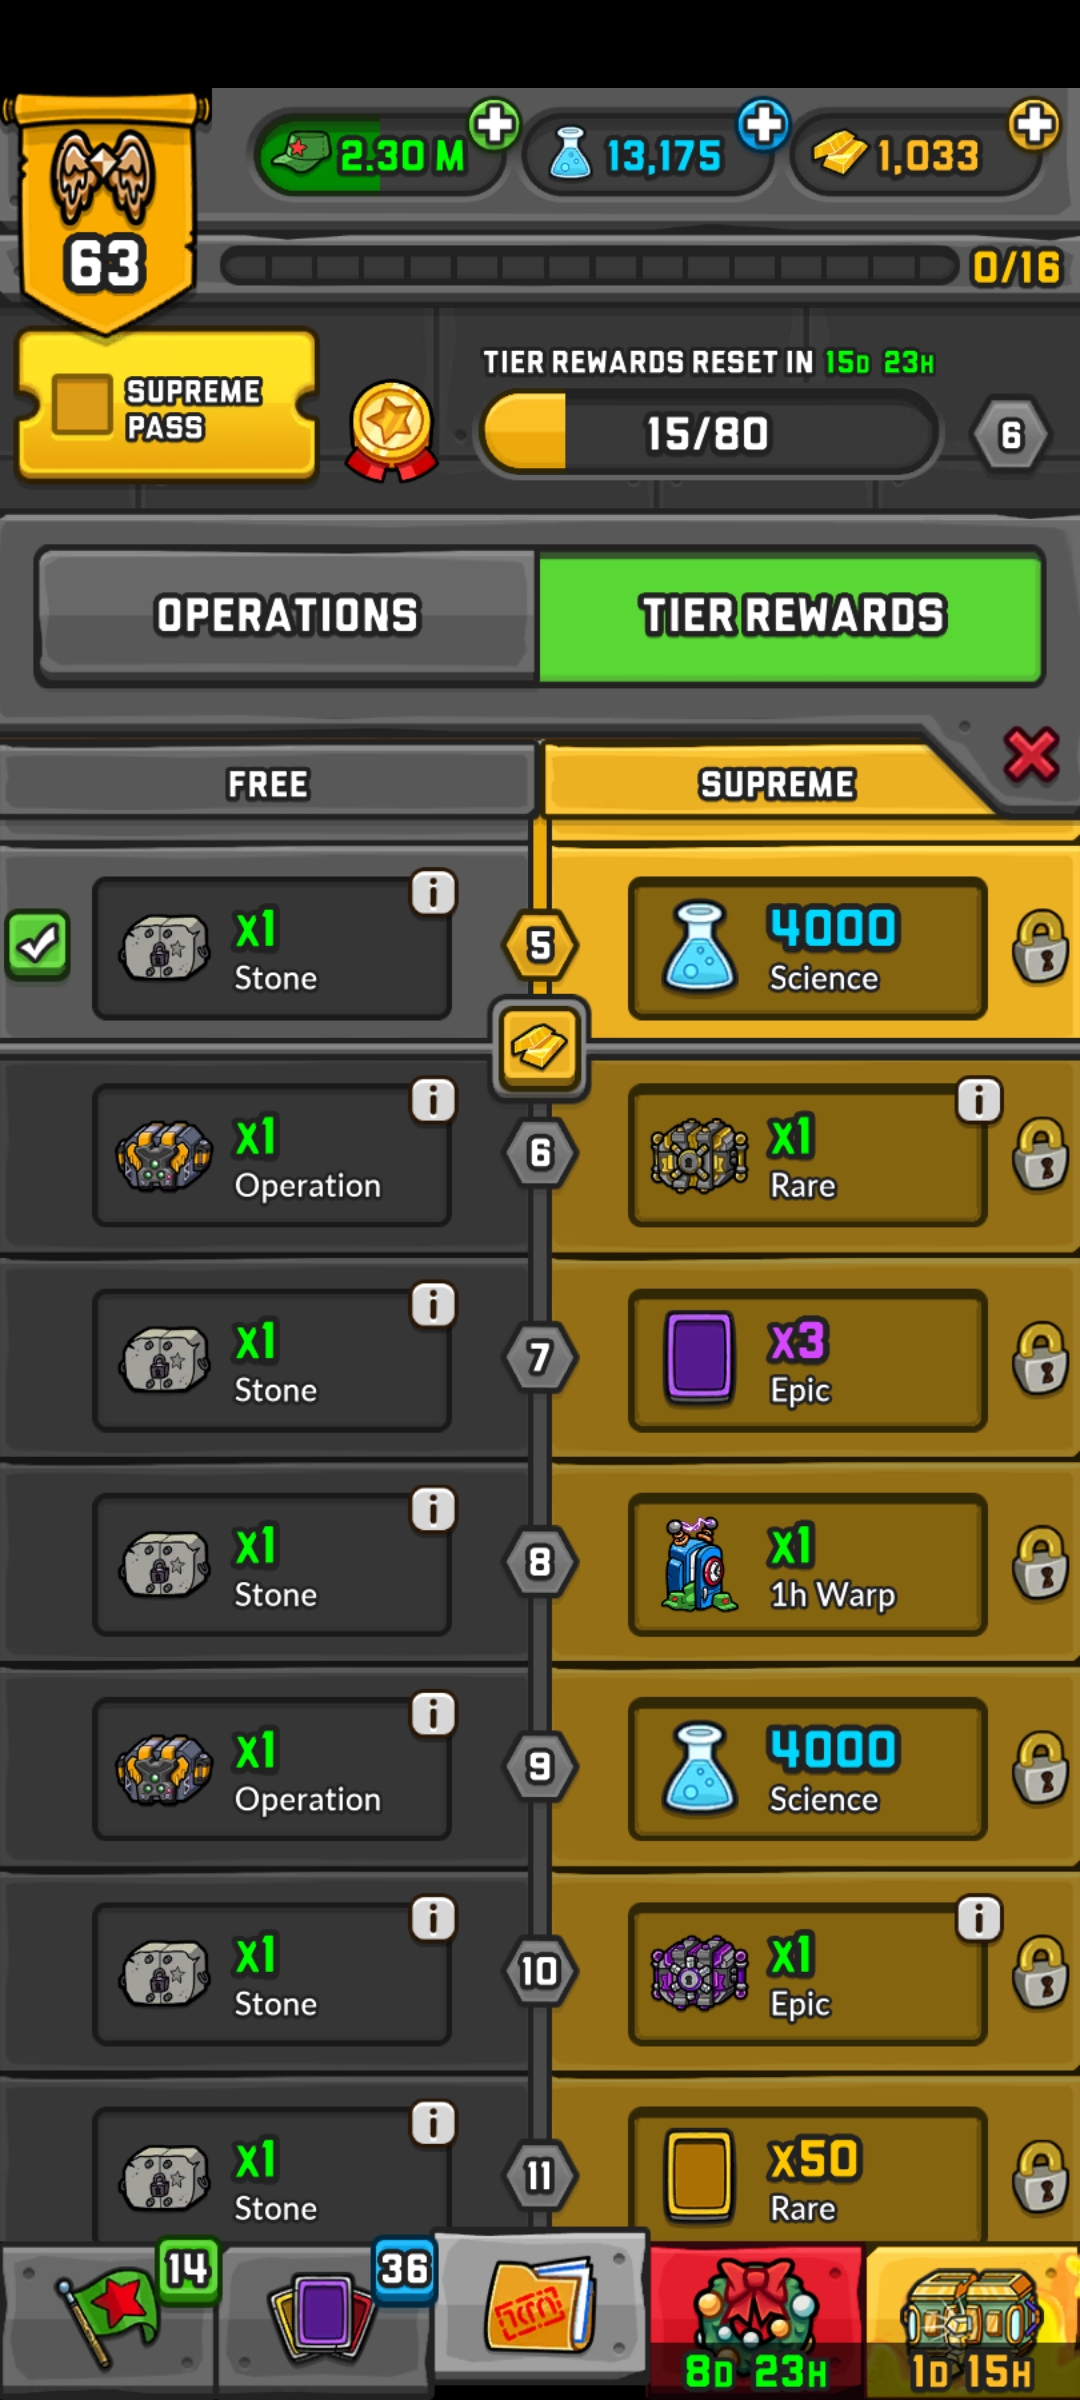 2.30 M
13,175
1,033
63
0/16
SUPREME
PASS
TIER REWARDS RESET IN 15D 23H
15/80
6
OPERATIONS
TIER REWARDS
FREE
SUPREME
X1
Stone
5
4000
Science
X1
Operation
6
X1
Rare
X1
Stone
7
X3
Epic
X1
Stone
8
X1
1h Warp
X1
Operation
9
4000
Science
X1
Stone
10
X1
Epic
X1
Stone
11
X50
Rare
14
36
8D 23H
1D 15H